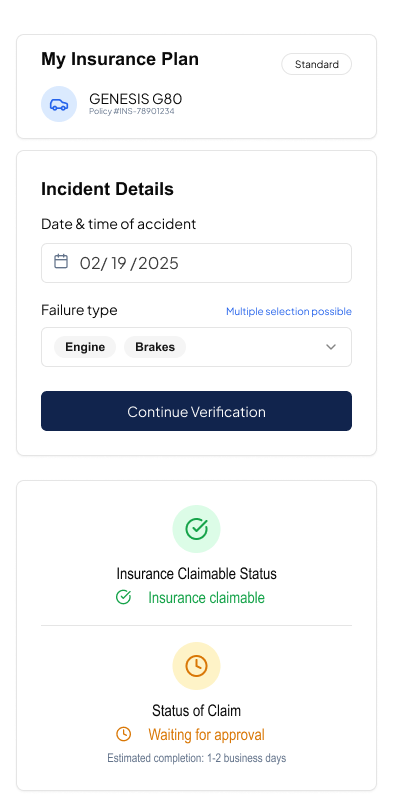 My Insurance Plan
Standard
GENESIS G80
Policy #INS-78901234
Incident Details
Date & time of accident
02/ 19 /2025
Failure type
Multiple selection possible
Engine Brakes
Continue Verification
Insurance Claimable Status
Insurance claimable
Status of Claim
Waiting for approval
Estimated completion: 1-2 business days